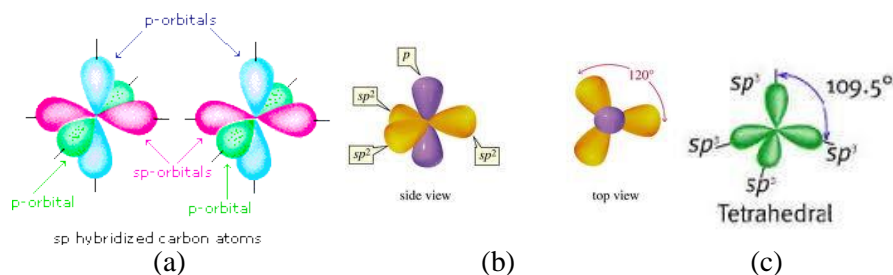 p-orbitals
sp-orbitals
p-orbital
p-orbital
sp hybridized carbon atoms
(a)
p
sp²
sp²
sp²
side view
120°
top view
(b)
sp³
109.5°
sp³
sp³
sp³
Tetrahedral
(c)